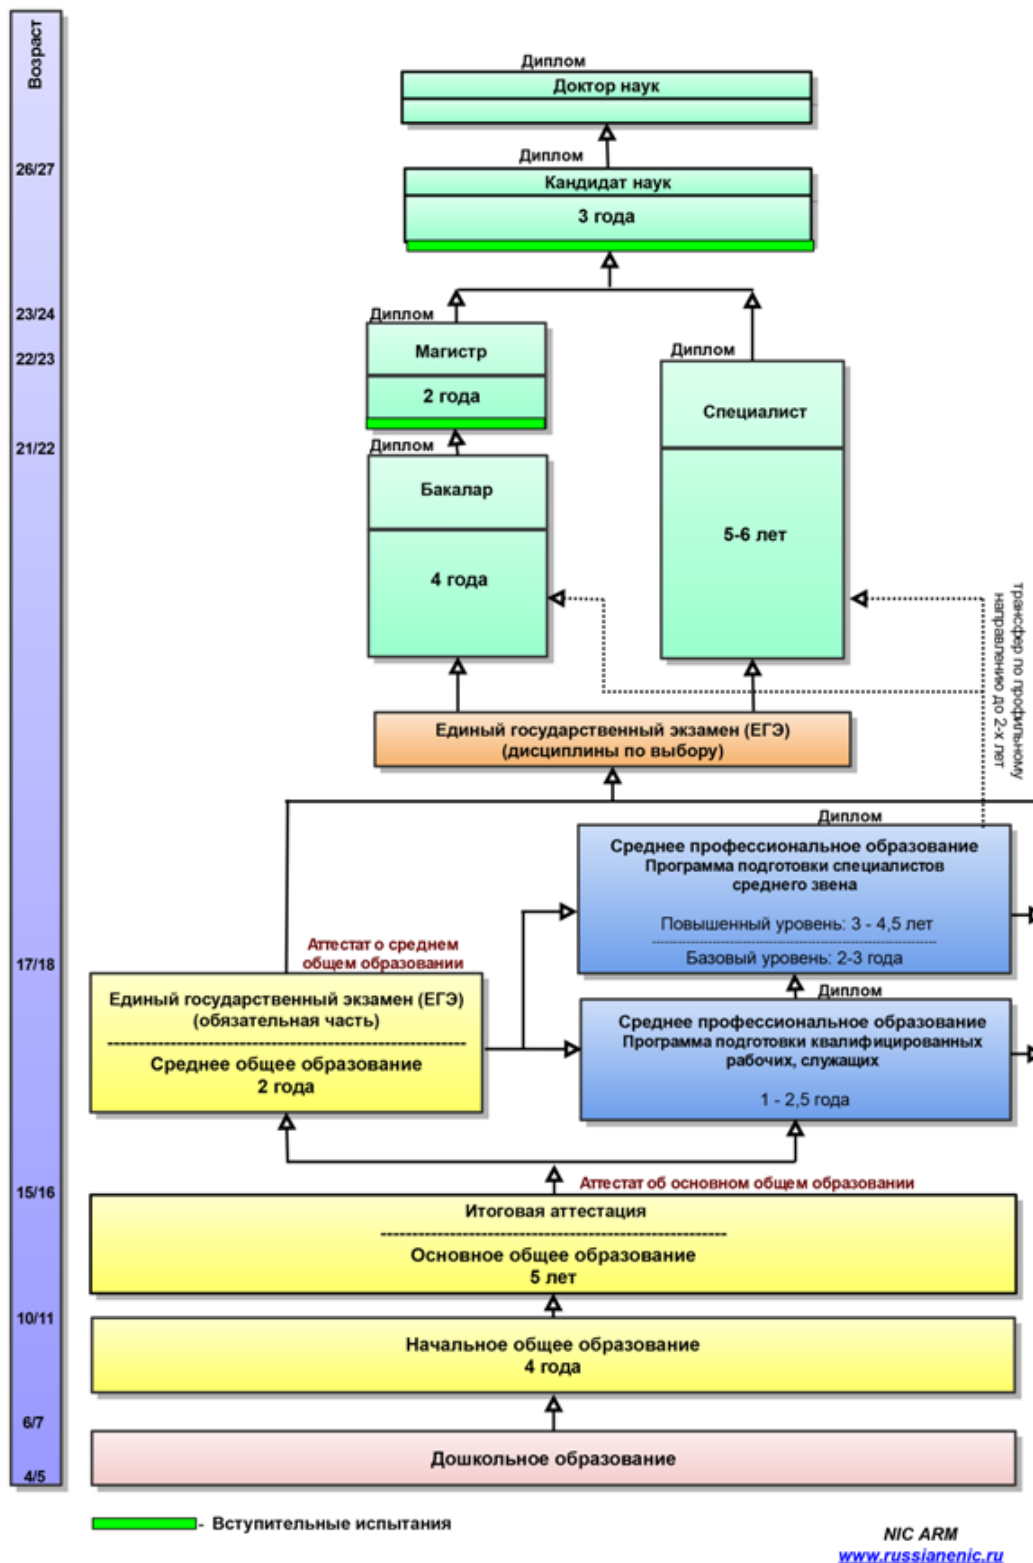 Возраст
Диплом
Доктор наук
Диплом
26/27
Кандидат наук
3 года
23/24
Диплом
Магистр
22/23
Диплом
2 года
Специалист
21/22
Диплом
Бакалар
5-6 лет
4 года
трансфер по профильному
направлению до 2-х лет
Единый государственный экзамен (ЕГЭ)
(дисциплины по выбору)
Диплом
Среднее профессиональное образование
Программа подготовки специалистов
среднего звена
Повышенный уровень: 3 - 4,5 лет
Базовый уровень: 2-3 года
Аттестат о среднем
общем образовании
17/18
Диплом
Единый государственный экзамен (ЕГЭ)
(обязательная часть)
Среднее общее образование
2 года
Среднее профессиональное образование
Программа подготовки квалифицированных
рабочих, служащих
1 - 2,5 года
15/16
Аттестат об основном общем образовании
Итоговая аттестация
Основное общее образование
5 лет
10/11
Начальное общее образование
4 года
6/7
Дошкольное образование
4/5
- Вступительные испытания
NIC ARM
www.russianenic.ru